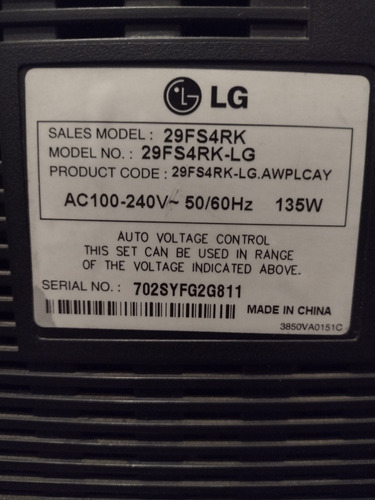 LG
SALES MODEL : 29FS4RK
MODEL NO. : 29FS4RK-LG
PRODUCT CODE : 29FS4RK-LG.AWPLCAY
AC100-240V~ 50/60Hz 135W
AUTO VOLTAGE CONTROL
THIS SET CAN BE USED IN RANGE
OF THE VOLTAGE INDICATED ABOVE.
SERIAL NO. : 702SYFG2G811
MADE IN CHINA
3850VA0151C